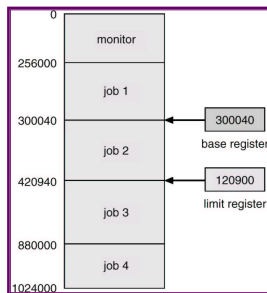 0
monitor
256000
job 1
300040
300040
base register
job 2
420940
120900
limit register
job 3
880000
job 4
1024000